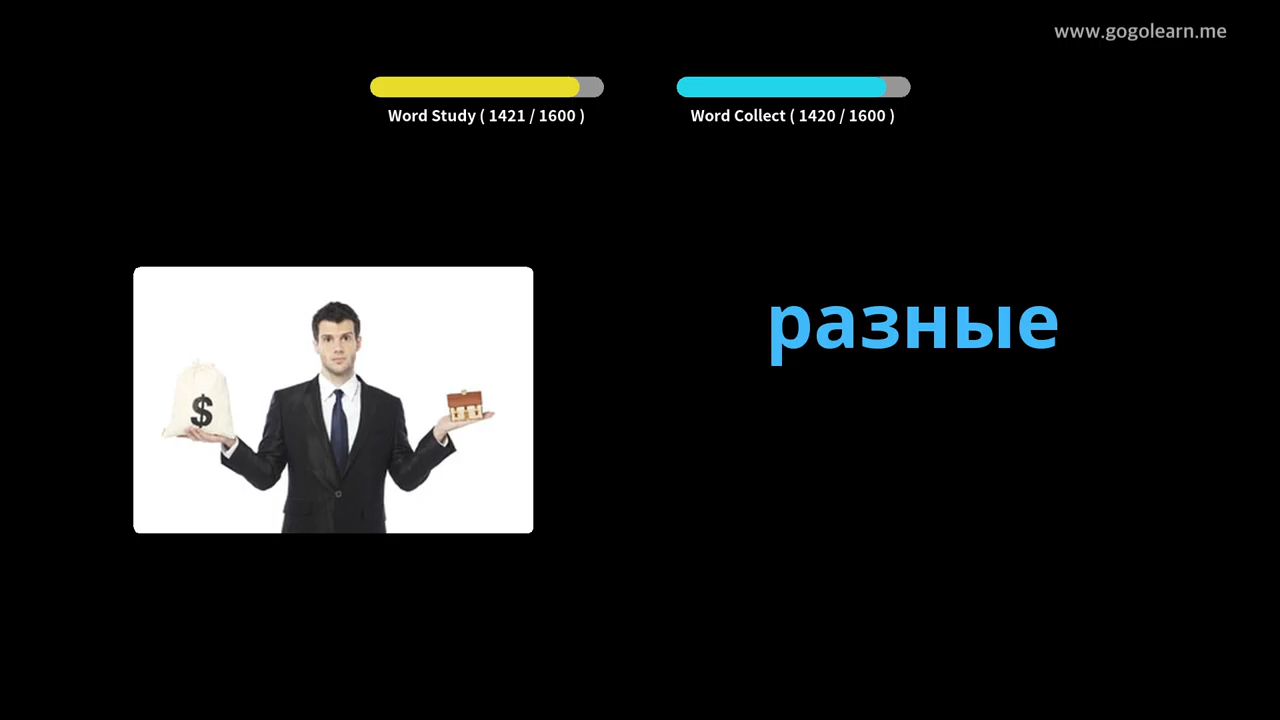 www.gogolearn.me
Word Study ( 1421 / 1600 )
Word Collect ( 1420 / 1600 )
разные
$